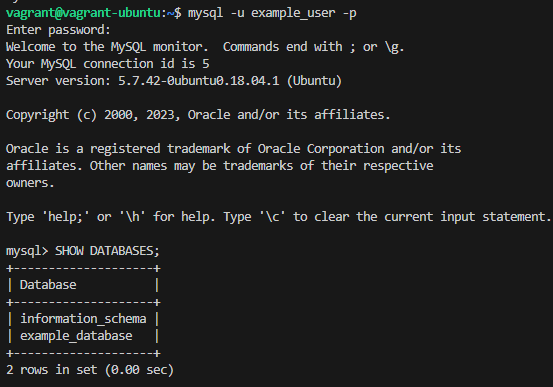 vagrant@vagrant-ubuntu:~$ mysql -u example_user -p
Enter password:
Welcome to the MySQL monitor.  Commands end with ; or \g.
Your MySQL connection id is 5
Server version: 5.7.42-0ubuntu0.18.04.1 (Ubuntu)

Copyright (c) 2000, 2023, Oracle and/or its affiliates.

Oracle is a registered trademark of Oracle Corporation and/or its
affiliates. Other names may be trademarks of their respective
owners.

Type 'help;' or '\h' for help. Type '\c' to clear the current input statement.

mysql> SHOW DATABASES;
+--------------------+
| Database           |
+--------------------+
| information_schema |
| example_database   |
+--------------------+
2 rows in set (0.00 sec)